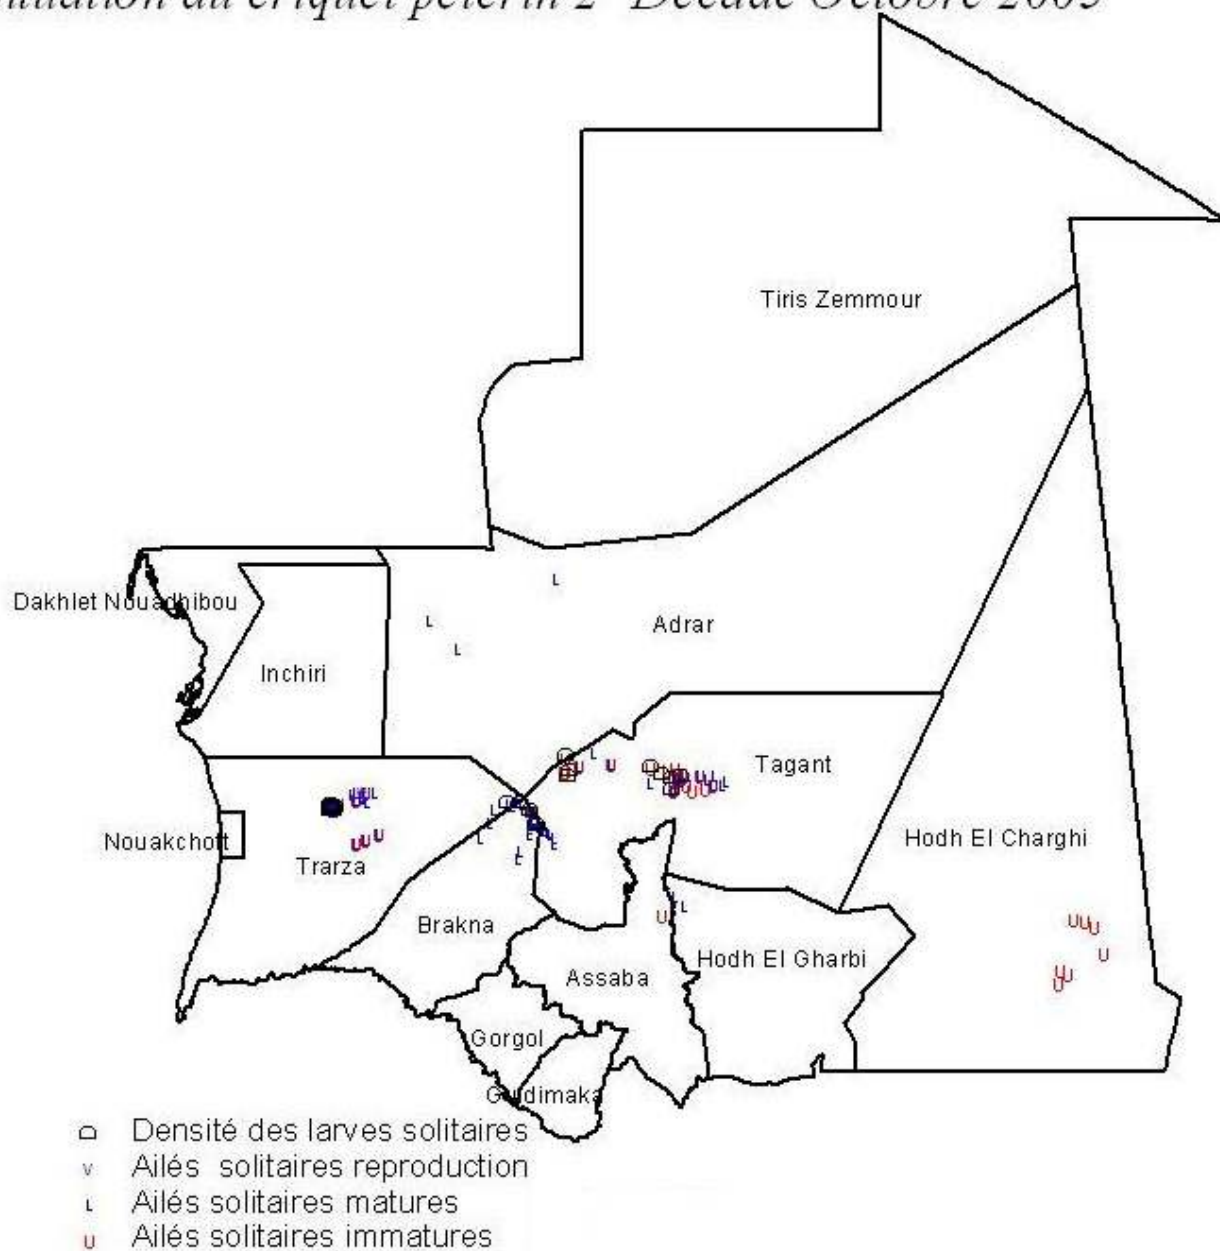 Situation du criquet pèlerin 2° Décade Octobre 2005
Tiris Zemmour
Dakhlet Nouadhibou
Adrar
Inchiri
Tagant
Nouakchott
Hodh El Charghi
Trarza
Brakna
Hodh El Gharbi
Assaba
Gorgol
Guidimaka
Densité des larves solitaires
Ailés solitaires reproduction
Ailés solitaires matures
Ailés solitaires immatures